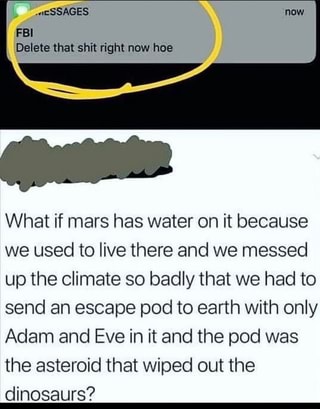 MESSAGES now
FBI
Delete that shit right now hoe
What if mars has water on it because
we used to live there and we messed
up the climate so badly that we had to
send an escape pod to earth with only
Adam and Eve in it and the pod was
the asteroid that wiped out the
dinosaurs?